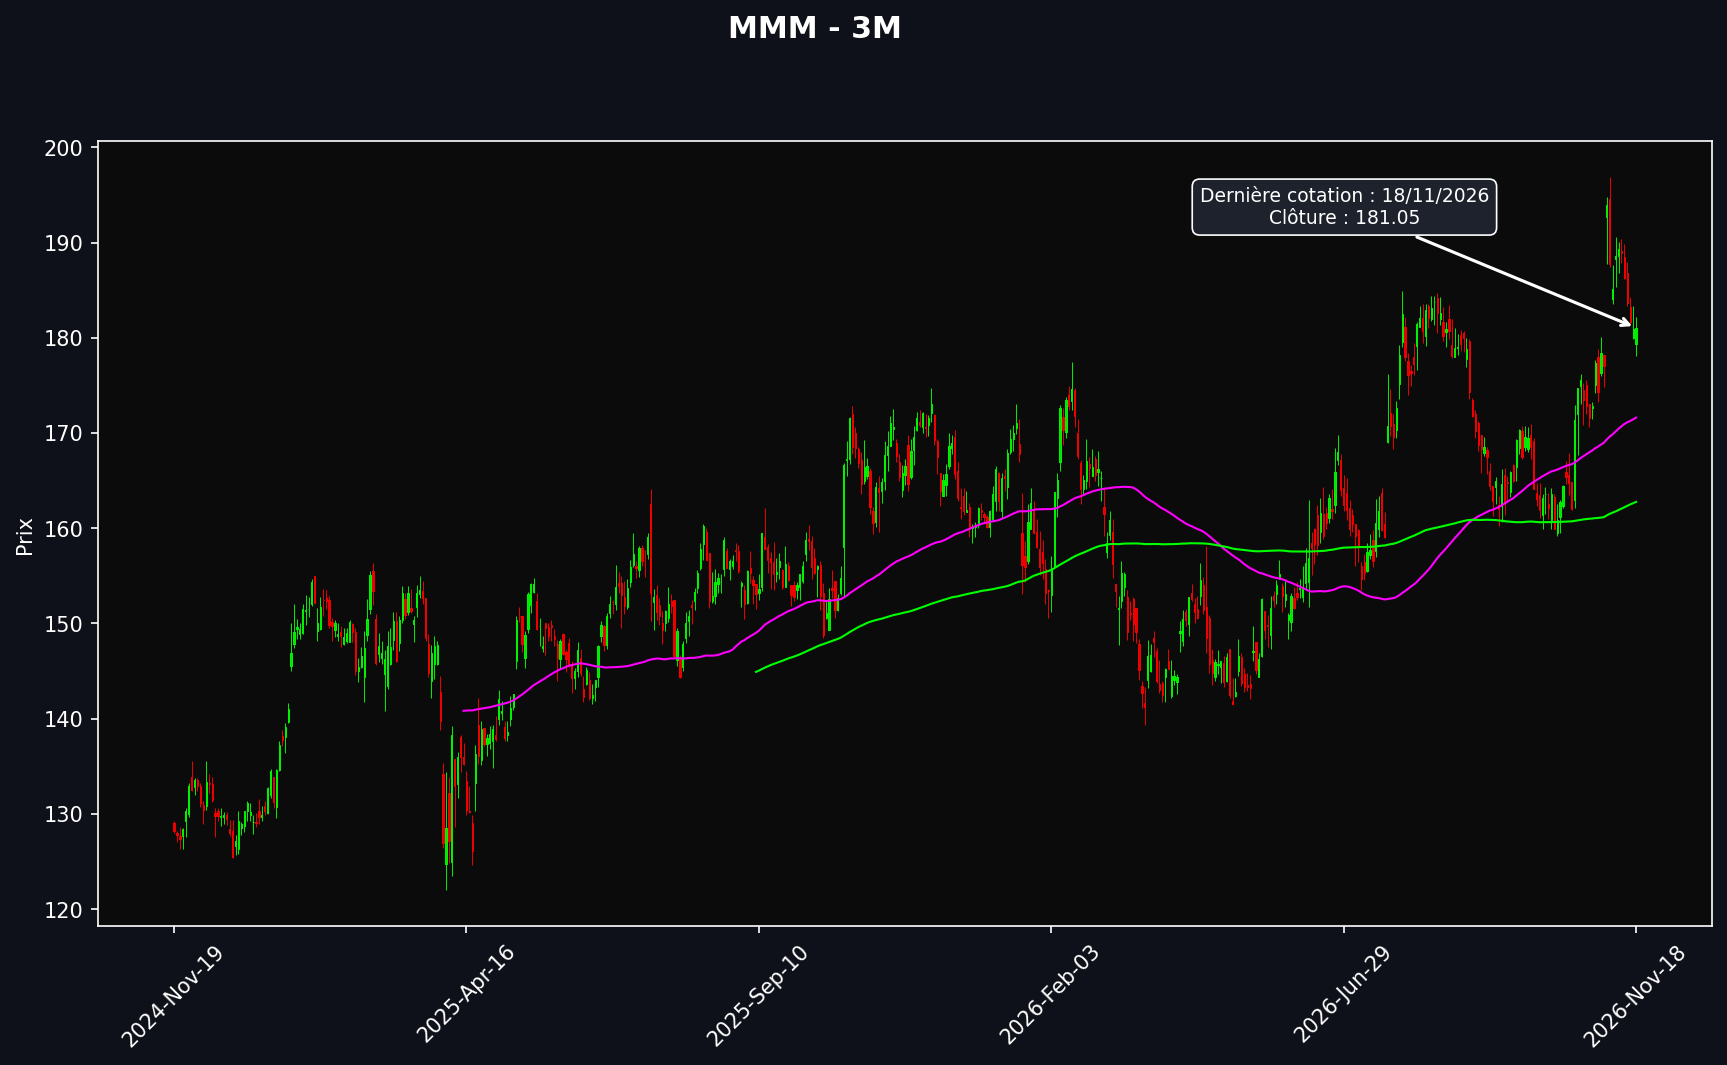 MMM - 3M
200
190
180
170
160
150
140
130
120
Prix
Dernière cotation : 18/11/2026
Clôture : 181.05
2024-Nov-19
2025-Apr-16
2025-Sep-10
2026-Feb-03
2026-Jun-29
2026-Nov-18